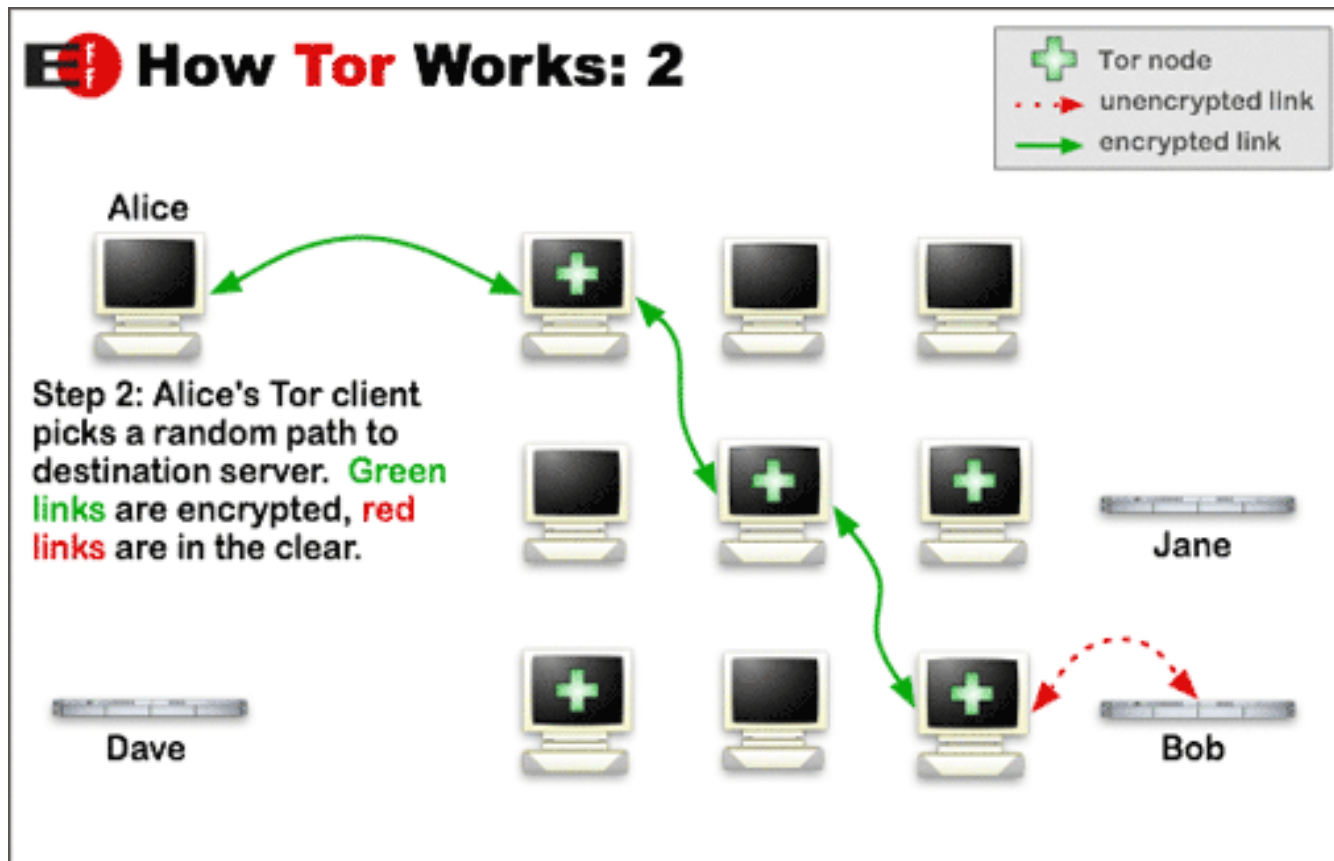 EFF How Tor Works: 2
Tor node
unencrypted link
encrypted link
Alice
Step 2: Alice's Tor client
picks a random path to
destination server. Green
links are encrypted, red
links are in the clear.
Jane
Dave
Bob